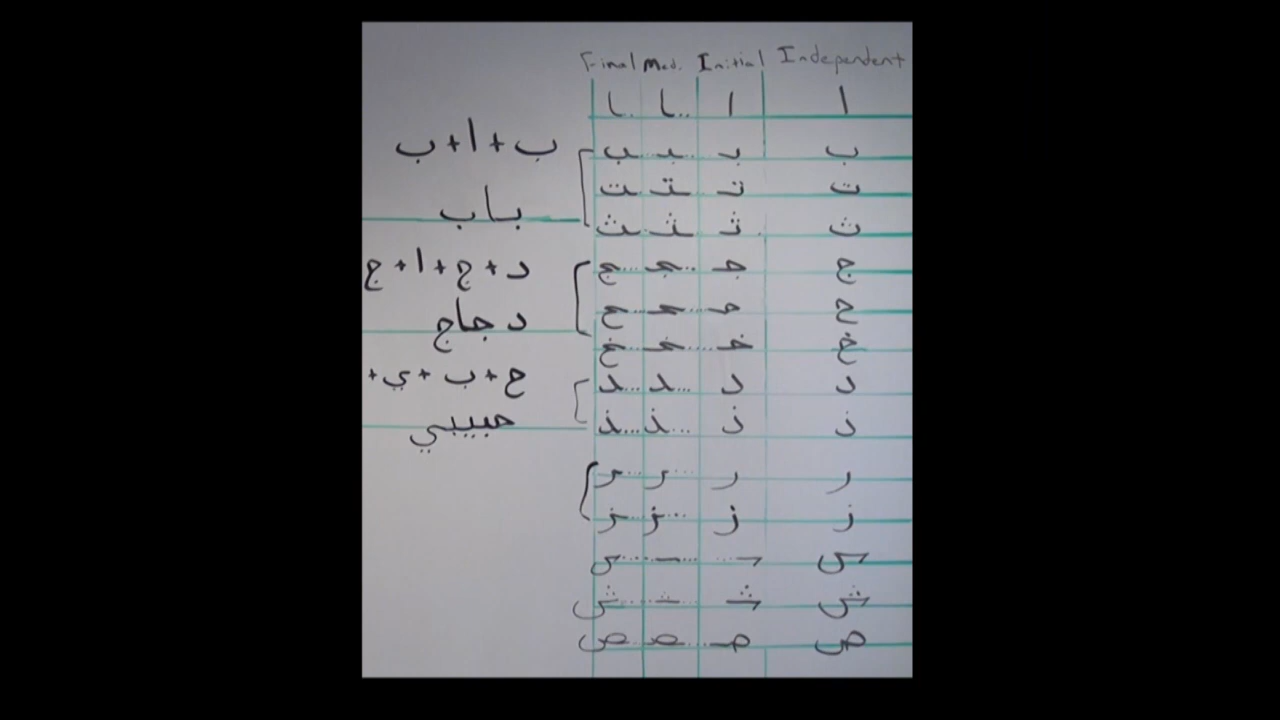 Final Med. Initial Independent
ا ا ـا ـا
ب + ا + ب
ب بـ ـبـ ـب
ت تـ ـتـ ـت
باب
ث ثـ ـثـ ـث
د + ج + ا + ج
ج جـ ـجـ ـج
دجاج
ح حـ ـحـ ـح
خ خـ ـخـ ـخ
ح + ب + ي +
د د ـد ـد
حبيبي
ذ ذ ـذ ـذ
ر ر ـر ـر
ز ز ـز ـز
س سـ ـسـ ـس
ش شـ ـشـ ـش
ص صـ ـصـ ـص